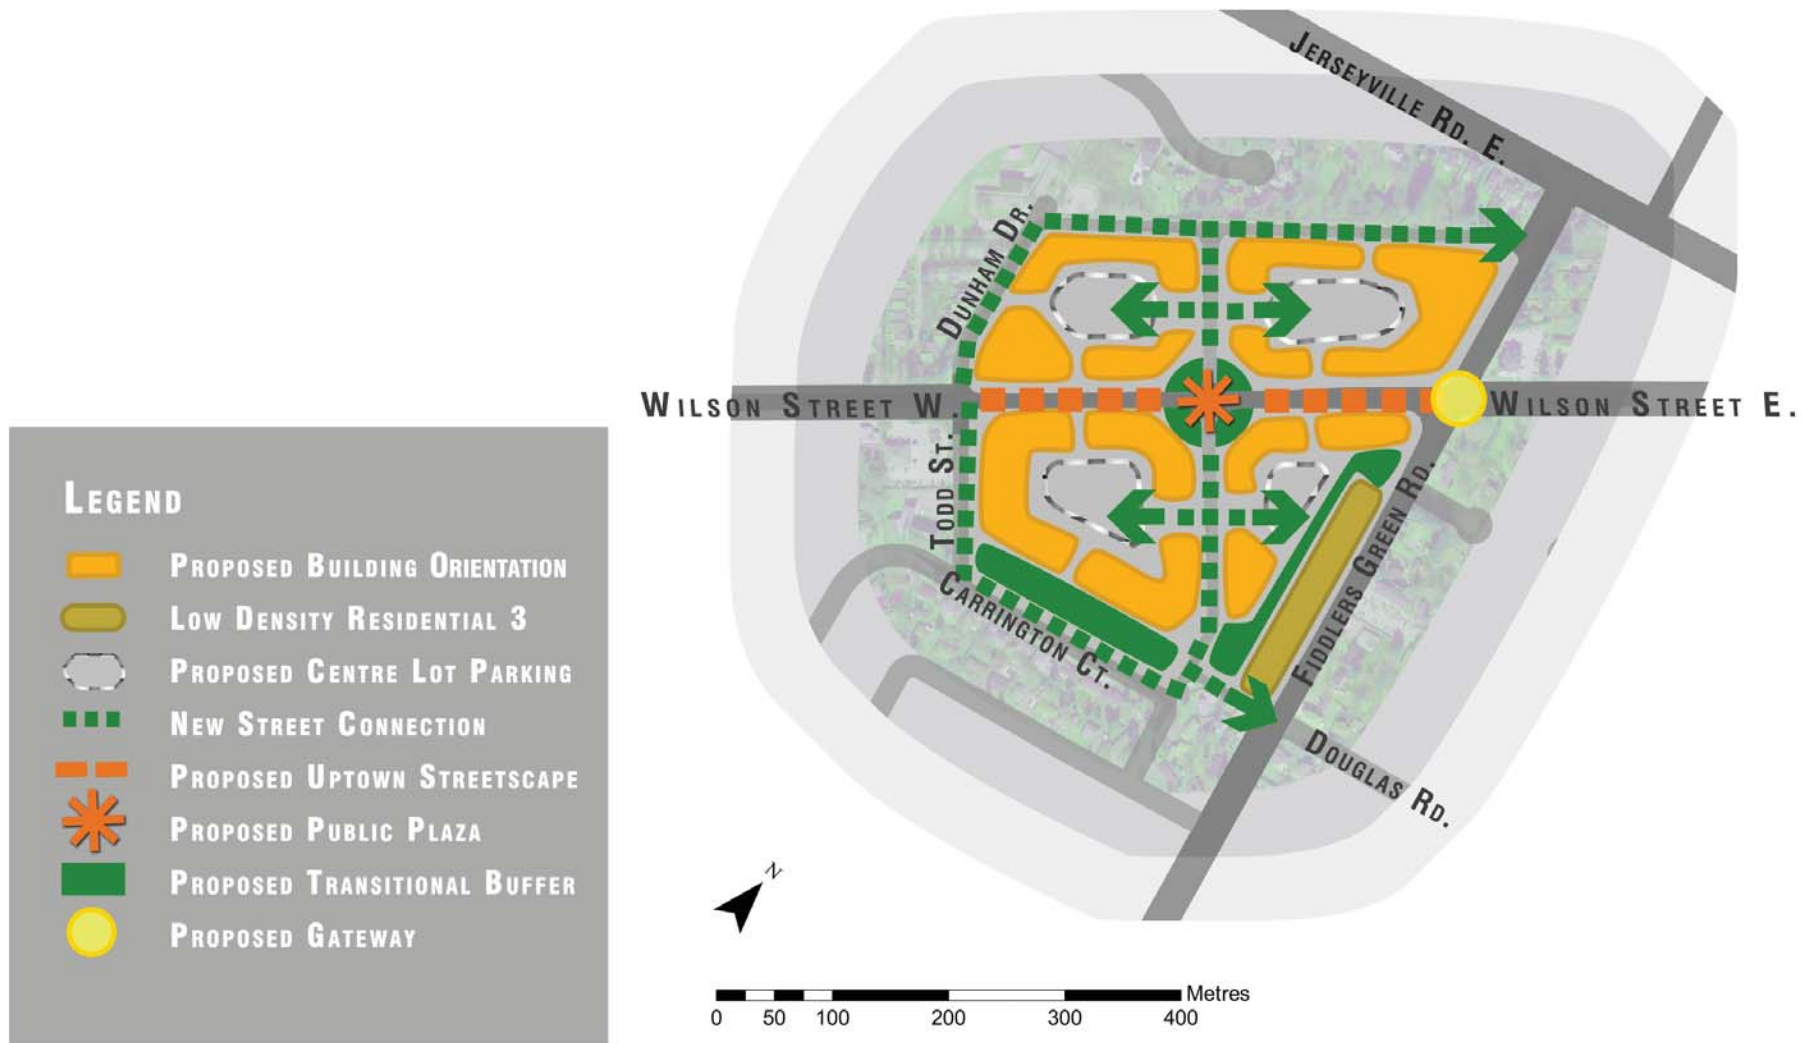 Jerseyville Rd. E.
Dunham Dr.
Wilson Street W.
Wilson Street E.
Todd St.
Carrington Ct.
Fiddlers Green Rd.
Douglas Rd.
Legend
Proposed Building Orientation
Low Density Residential 3
Proposed Centre Lot Parking
New Street Connection
Proposed Uptown Streetscape
Proposed Public Plaza
Proposed Transitional Buffer
Proposed Gateway
N
Metres
0 50 100 200 300 400